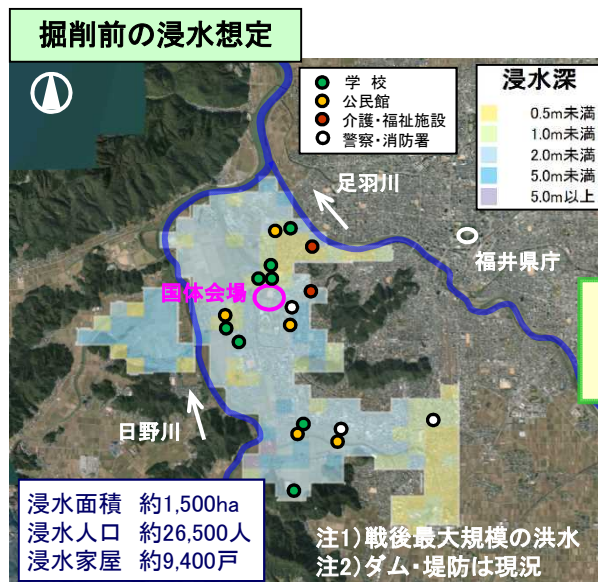 掘削前の浸水想定
学 校
公民館
介護・福祉施設
警察・消防署
浸水深
0.5m未満
1.0m未満
2.0m未満
5.0m未満
5.0m以上
足羽川
福井県庁
国体会場
日野川
浸水面積 約1,500ha
浸水人口 約26,500人
浸水家屋 約9,400戸
注1)戦後最大規模の洪水
注2)ダム・堤防は現況